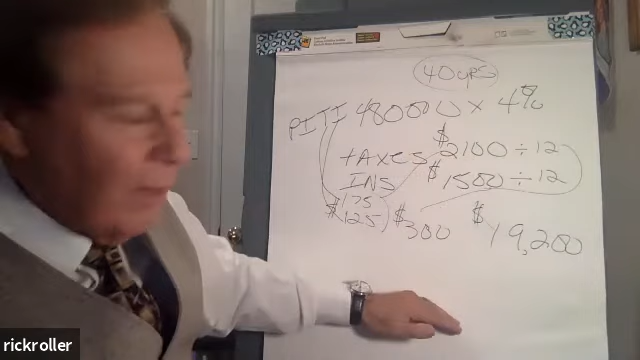 40 YRS
PITI 480000 X 4%
TAXES $2100 ÷ 12
INS $1500 ÷ 12
$175
125
$300
$19,200
rickroller